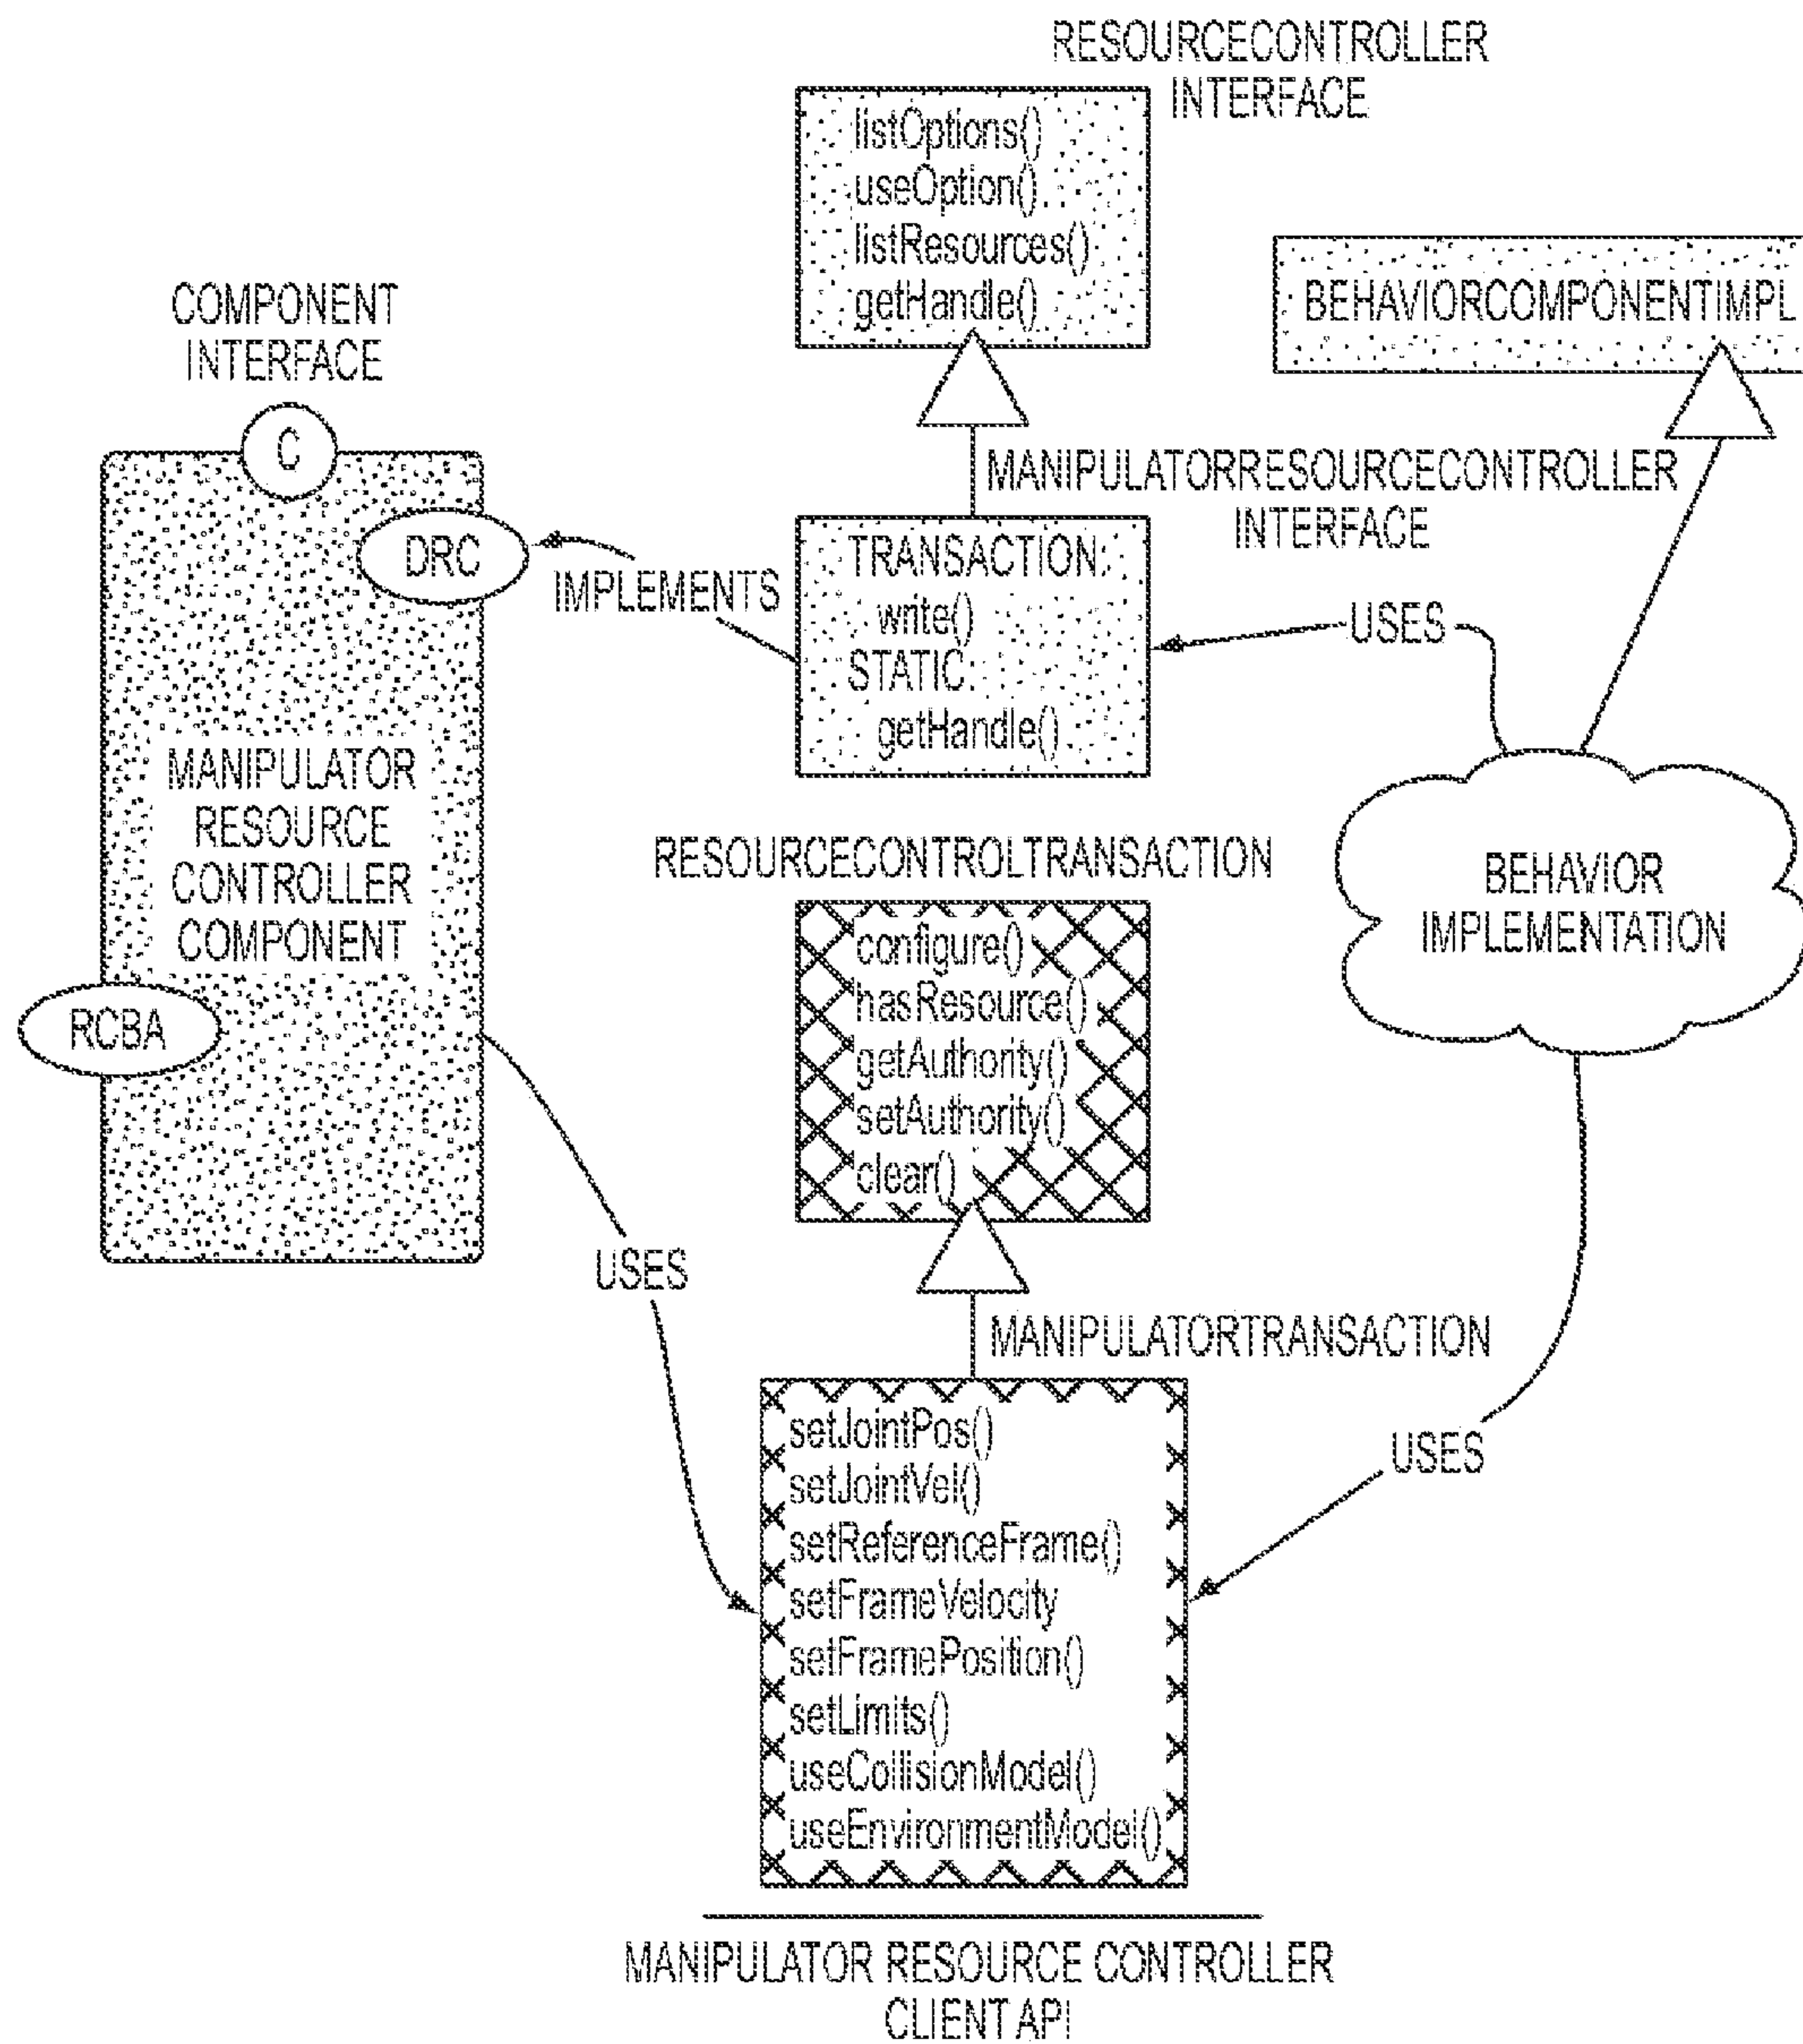 RESOURCECONTROLLER
INTERFACE
listOptions()
useOption()
listResources()
getHandle()
BEHAVIORCOMPONENTIMPL
COMPONENT
INTERFACE
C
MANIPULATORRESOURCECONTROLLER
INTERFACE
DRC
IMPLEMENTS
TRANSACTION:
write()
STATIC:
getHandle()
USES
MANIPULATOR
RESOURCE
CONTROLLER
COMPONENT
RCBA
RESOURCECONTROLTRANSACTION
configure()
hasResource()
getAuthority()
setAuthority()
clear()
BEHAVIOR
IMPLEMENTATION
USES
MANIPULATORTRANSACTION
setJointPos()
setJointVel()
setReferenceFrame()
setFrameVelocity
setFramePosition()
setLimits()
useCollisionModel()
useEnvironmentModel()
USES
MANIPULATOR RESOURCE CONTROLLER
CLIENT API